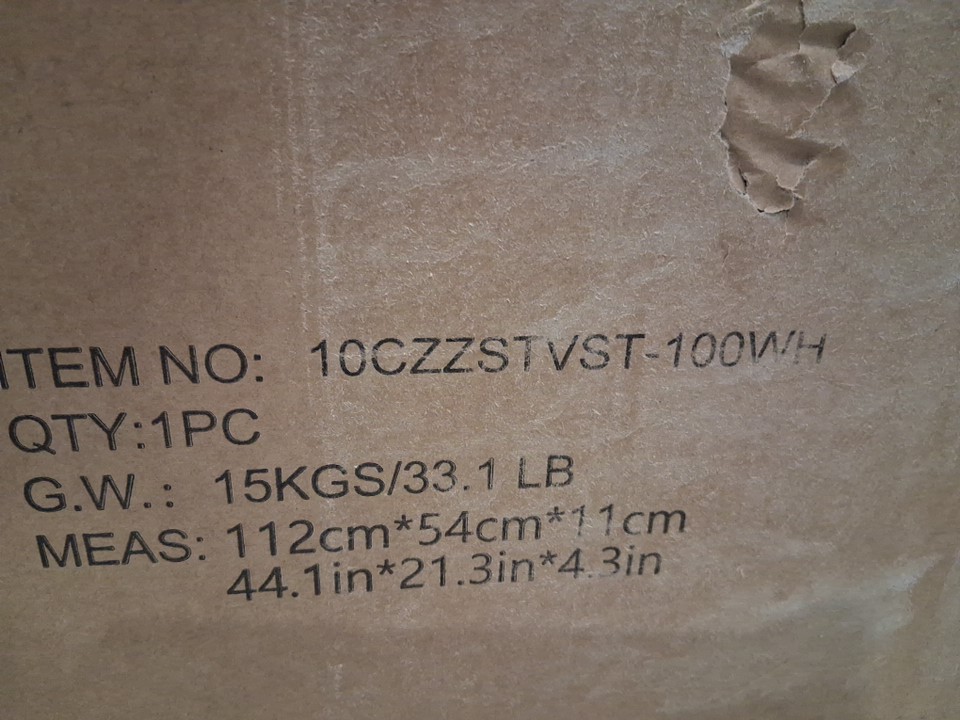 ITEM NO: 10CZZSTVST-100WH
QTY:1PC
G.W.: 15KGS/33.1 LB
MEAS: 112cm*54cm*11cm
44.1in*21.3in*4.3in